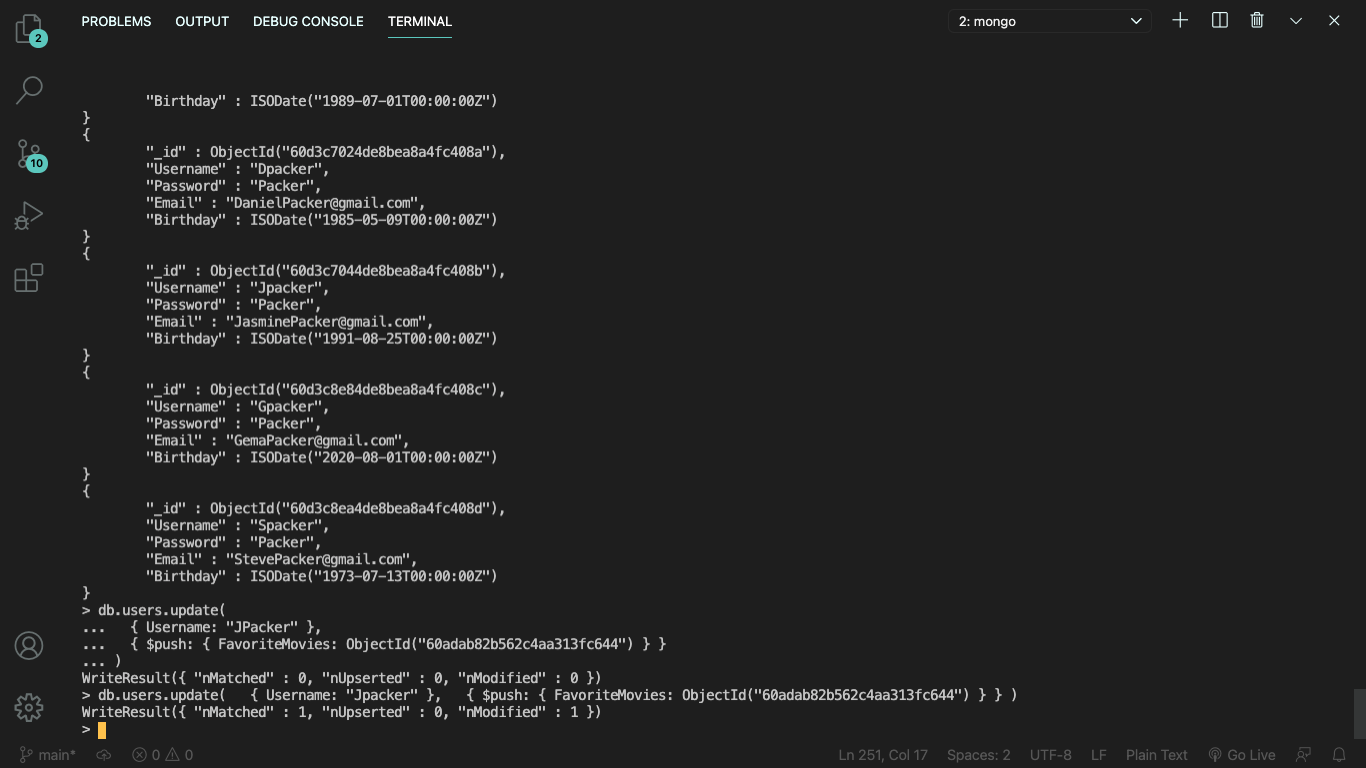 PROBLEMS OUTPUT DEBUG CONSOLE TERMINAL 2: mongo
2
10
"Birthday" : ISODate("1989-07-01T00:00:00Z")
}
{
"_id" : ObjectId("60d3c7024de8bea8a4fc408a"),
"Username" : "Dpacker",
"Password" : "Packer",
"Email" : "DanielPacker@gmail.com",
"Birthday" : ISODate("1985-05-09T00:00:00Z")
}
{
"_id" : ObjectId("60d3c7044de8bea8a4fc408b"),
"Username" : "Jpacker",
"Password" : "Packer",
"Email" : "JasminePacker@gmail.com",
"Birthday" : ISODate("1991-08-25T00:00:00Z")
}
{
"_id" : ObjectId("60d3c8e84de8bea8a4fc408c"),
"Username" : "Gpacker",
"Password" : "Packer",
"Email" : "GemaPacker@gmail.com",
"Birthday" : ISODate("2020-08-01T00:00:00Z")
}
{
"_id" : ObjectId("60d3c8ea4de8bea8a4fc408d"),
"Username" : "Spacker",
"Password" : "Packer",
"Email" : "StevePacker@gmail.com",
"Birthday" : ISODate("1973-07-13T00:00:00Z")
}
> db.users.update(
... { Username: "JPacker" },
... { $push: { FavoriteMovies: ObjectId("60adab82b562c4aa313fc644") } }
... )
WriteResult({ "nMatched" : 0, "nUpserted" : 0, "nModified" : 0 })
> db.users.update( { Username: "Jpacker" }, { $push: { FavoriteMovies: ObjectId("60adab82b562c4aa313fc644") } } )
WriteResult({ "nMatched" : 1, "nUpserted" : 0, "nModified" : 1 })
>
main* 0 0 Ln 251, Col 17 Spaces: 2 UTF-8 LF Plain Text Go Live